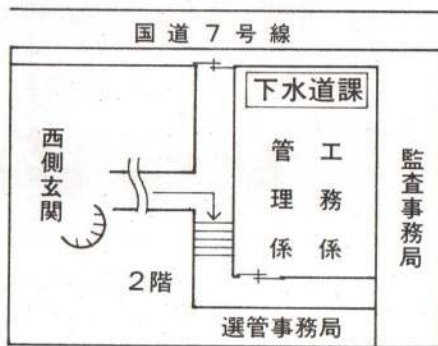 国道7号線
下水道課
工務係
管理係
監査事務局
西側玄関
2階
選管事務局